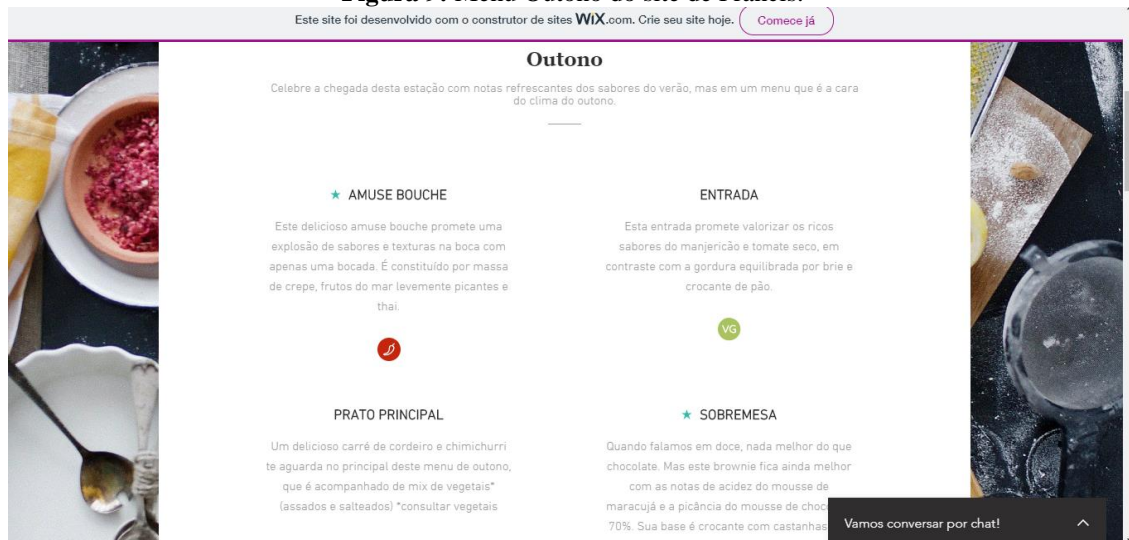 Figura 9: Menu Outono do site de Francis.
Este site foi desenvolvido com o construtor de sites WiX.com. Crie seu site hoje. Comece já
Outono
Celebre a chegada desta estação com notas refrescantes dos sabores do verão, mas em um menu que é a cara
do clima do outono.
★ AMUSE BOUCHE
Este delicioso amuse bouche promete uma
explosão de sabores e texturas na boca com
apenas uma bocada. É constituído por massa
de crepe, frutos do mar levemente picantes e
thai.
ENTRADA
Esta entrada promete valorizar os ricos
sabores do manjericão e tomate seco, em
contraste com a gordura equilibrada por brie e
crocante de pão.
VG
PRATO PRINCIPAL
Um delicioso carré de cordeiro e chimichurri
te aguarda no principal deste menu de outono,
que é acompanhado de mix de vegetais*
(assados e salteados) *consultar vegetais
★ SOBREMESA
Quando falamos em doce, nada melhor do que
chocolate. Mas este brownie fica ainda melhor
com as notas de acidez do mousse de
maracujá e a picância do mousse de
70%. Sua base é crocante com castanhas
Vamos conversar por chat!